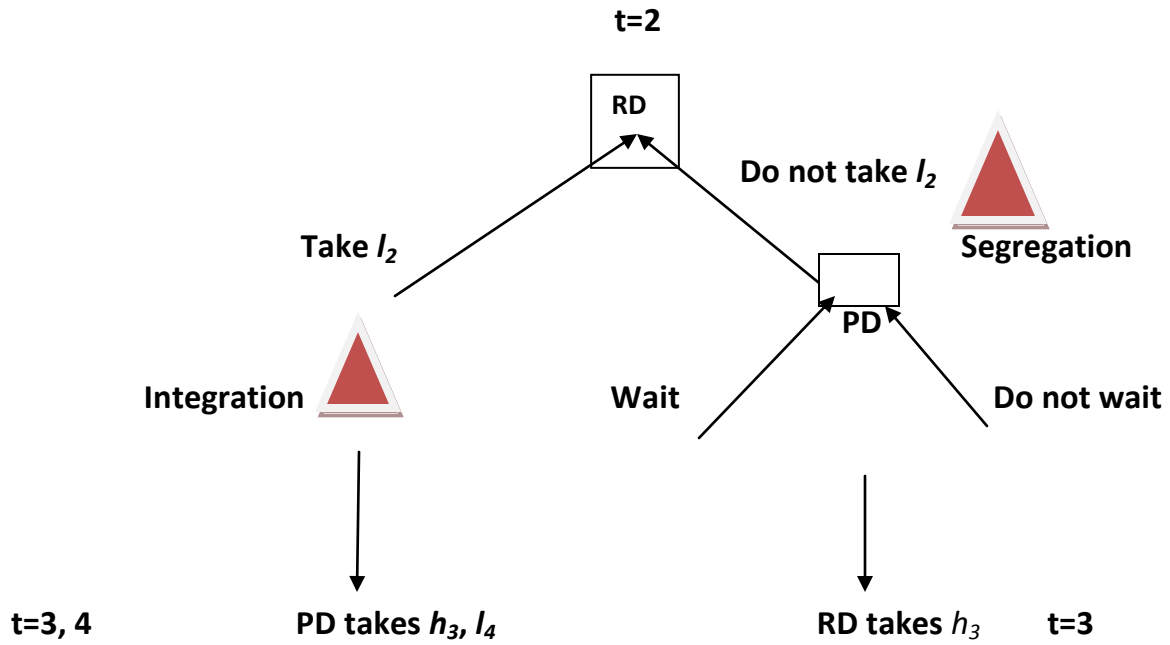 t=2
RD
Do not take l₂
Take l₂
Segregation
PD
Integration
Wait
Do not wait
t=3, 4
PD takes h₃, l₄
RD takes h₃
t=3